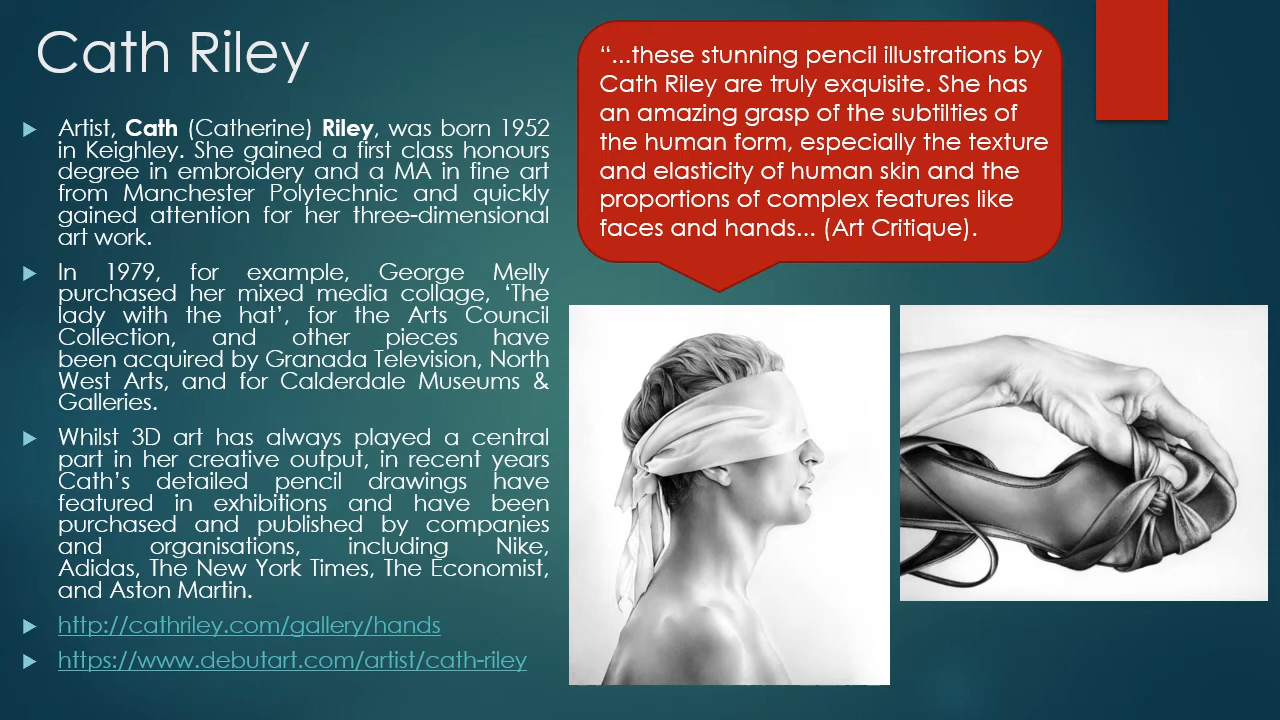 Cath Riley
Artist, Cath (Catherine) Riley, was born 1952
in Keighley. She gained a first class honours
degree in embroidery and a MA in fine art
from Manchester Polytechnic and quickly
gained attention for her three-dimensional
art work.
In 1979, for example, George Melly
purchased her mixed media collage, ‘The
lady with the hat’, for the Arts Council
Collection, and other pieces have
been acquired by Granada Television, North
West Arts, and for Calderdale Museums &
Galleries.
Whilst 3D art has always played a central
part in her creative output, in recent years
Cath’s detailed pencil drawings have
featured in exhibitions and have been
purchased and published by companies
and organisations, including Nike,
Adidas, The New York Times, The Economist,
and Aston Martin.
http://cathriley.com/gallery/hands
https://www.debutart.com/artist/cath-riley
“...these stunning pencil illustrations by
Cath Riley are truly exquisite. She has
an amazing grasp of the subtilties of
the human form, especially the texture
and elasticity of human skin and the
proportions of complex features like
faces and hands... (Art Critique).